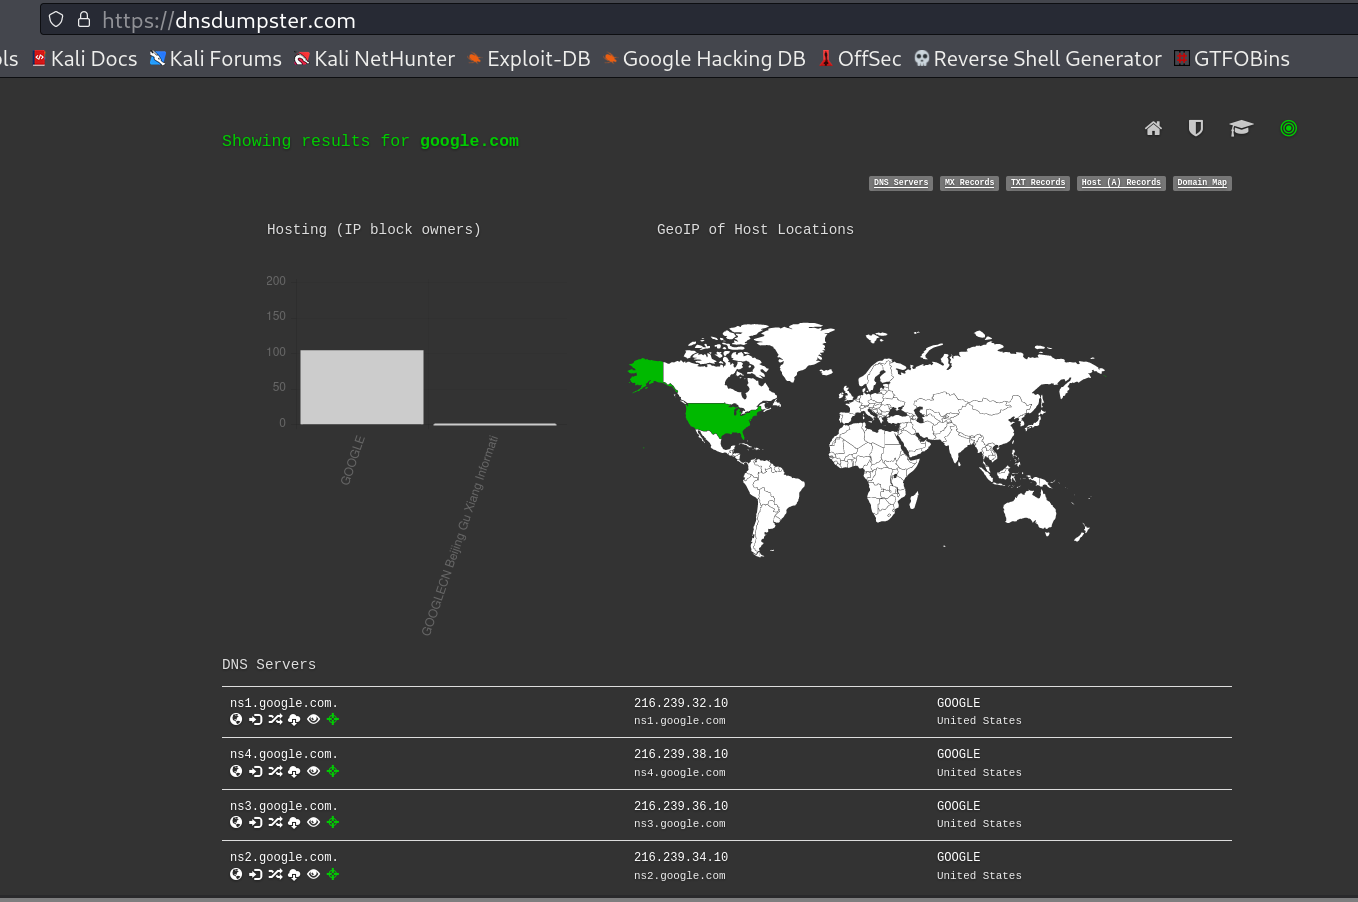 https://dnsdumpster.com
ols Kali Docs Kali Forums Kali NetHunter Exploit-DB Google Hacking DB OffSec Reverse Shell Generator GTFOBins
Showing results for google.com
DNS Servers MX Records TXT Records Host (A) Records Domain Map
Hosting (IP block owners) GeoIP of Host Locations
200
150
100
50
0
GOOGLE
GOOGLECN Beijing Gu Xiang Informati
DNS Servers
ns1.google.com. 216.239.32.10 GOOGLE
ns1.google.com United States
ns4.google.com. 216.239.38.10 GOOGLE
ns4.google.com United States
ns3.google.com. 216.239.36.10 GOOGLE
ns3.google.com United States
ns2.google.com. 216.239.34.10 GOOGLE
ns2.google.com United States